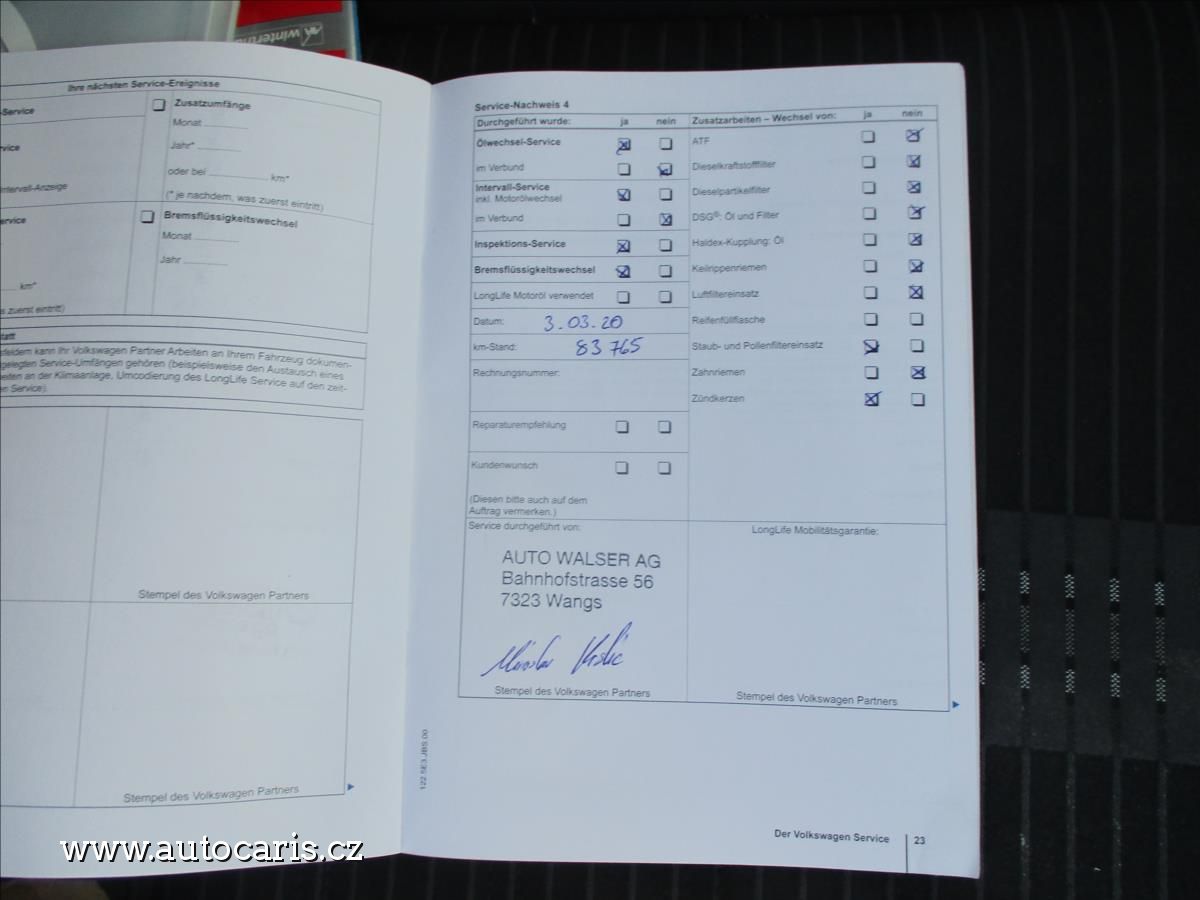 winterthur
Ihre nächsten Service-Ereignisse
-Service
Zusatzumfänge
Monat
Jahr*
oder bei km*
(* je nachdem, was zuerst eintritt)
Intervall-Anzeige
Bremsflüssigkeitswechsel
Monat
Jahr
km*
s zuerst eintritt)
sfeldern kann Ihr Volkswagen Partner Arbeiten an Ihrem Fahrzeug dokumen-
gelegten Service-Umfängen gehören (beispielsweise den Austausch eines
eiten an der Klimaanlage, Umcodierung des LongLife Service auf den zeit-
en Service).
Stempel des Volkswagen Partners
Stempel des Volkswagen Partners
Service-Nachweis 4
Durchgeführt wurde: ja nein
Ölwechsel-Service
im Verbund
Intervall-Service
inkl. Motorölwechsel
im Verbund
Inspektions-Service
Bremsflüssigkeitswechsel
LongLife Motoröl verwendet
Datum: 3.03.20
km-Stand: 83 765
Rechnungsnummer:
Reparaturempfehlung
Kundenwunsch
(Diesen bitte auch auf dem
Auftrag vermerken.)
Zusatzarbeiten – Wechsel von: ja nein
ATF
Dieselkraftstofffilter
Dieselpartikelfilter
DSG®: Öl und Filter
Haldex-Kupplung: Öl
Keilrippenriemen
Luftfiltereinsatz
Reifenfüllflasche
Staub- und Pollenfiltereinsatz
Zahnriemen
Zündkerzen
Service durchgeführt von:
AUTO WALSER AG
Bahnhofstrasse 56
7323 Wangs
Stempel des Volkswagen Partners
LongLife Mobilitätsgarantie:
Stempel des Volkswagen Partners
122.5E3.JBS.00
Der Volkswagen Service 23
www.autocaris.cz